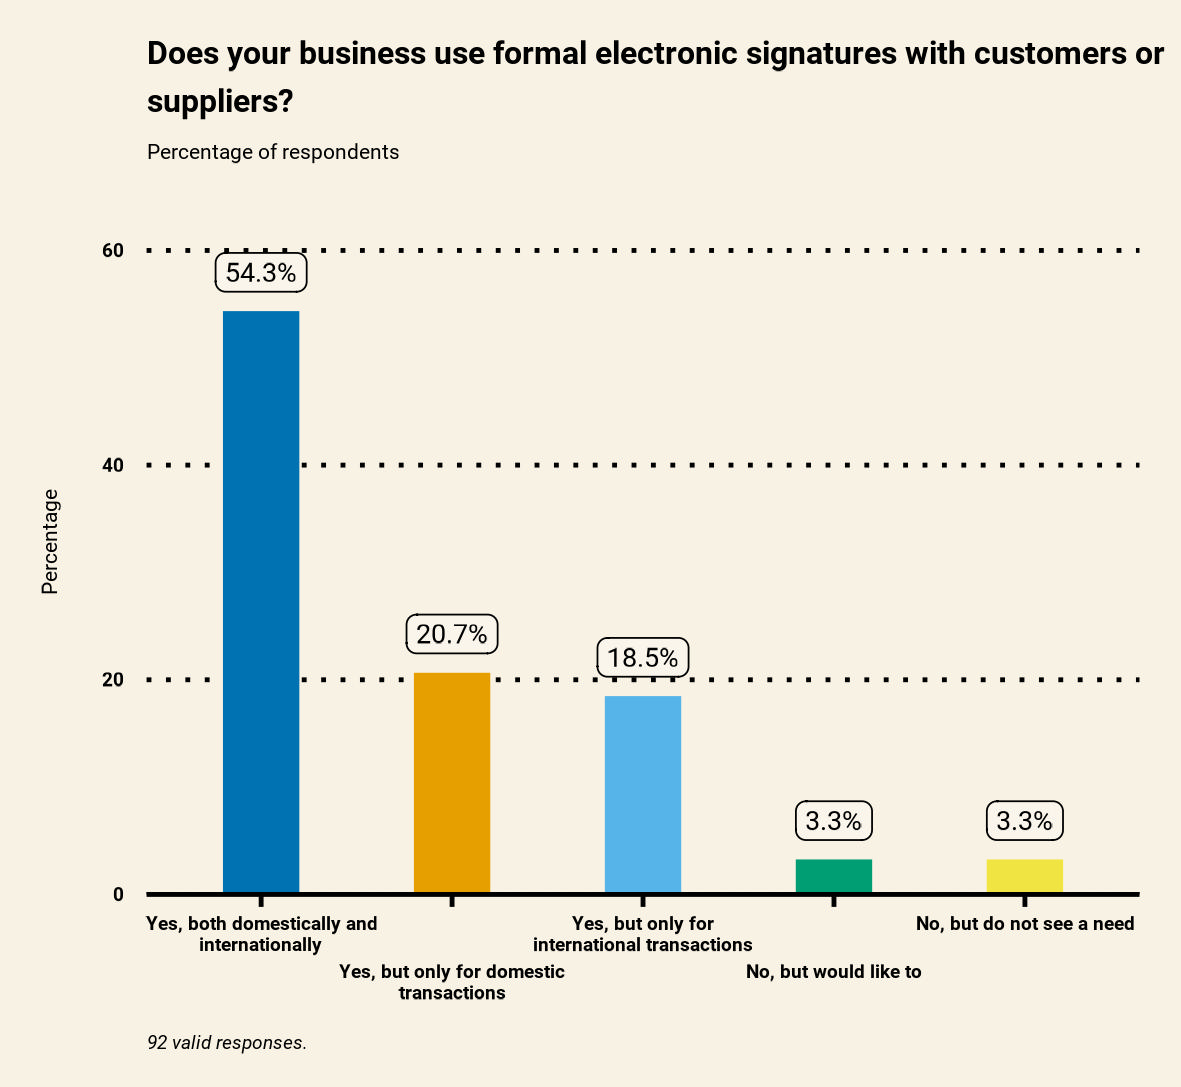 Does your business use formal electronic signatures with customers or
suppliers?
Percentage of respondents
Percentage
60
40
20
0
54.3%
20.7%
18.5%
3.3%
3.3%
Yes, both domestically and
internationally
Yes, but only for domestic
transactions
Yes, but only for
international transactions
No, but would like to
No, but do not see a need
92 valid responses.